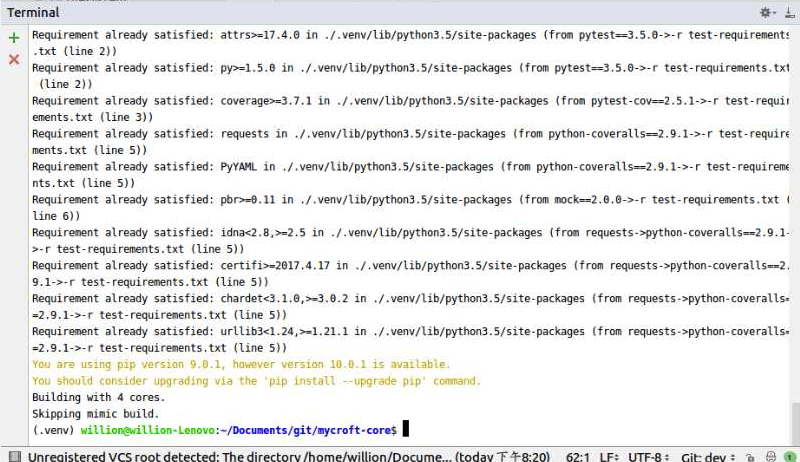 Terminal
Requirement already satisfied: attrs>=17.4.0 in ./.venv/lib/python3.5/site-packages (from pytest==3.5.0->-r test-requirements
.txt (line 2))
Requirement already satisfied: py>=1.5.0 in ./.venv/lib/python3.5/site-packages (from pytest==3.5.0->-r test-requirements.txt
(line 2))
Requirement already satisfied: coverage>=3.7.1 in ./.venv/lib/python3.5/site-packages (from pytest-cov==2.5.1->-r test-requir
ements.txt (line 3))
Requirement already satisfied: requests in ./.venv/lib/python3.5/site-packages (from python-coveralls==2.9.1->-r test-require
ments.txt (line 5))
Requirement already satisfied: PyYAML in ./.venv/lib/python3.5/site-packages (from python-coveralls==2.9.1->-r test-requireme
nts.txt (line 5))
Requirement already satisfied: pbr>=0.11 in ./.venv/lib/python3.5/site-packages (from mock==2.0.0->-r test-requirements.txt (
line 6))
Requirement already satisfied: idna<2.8,>=2.5 in ./.venv/lib/python3.5/site-packages (from requests->python-coveralls==2.9.1-
>-r test-requirements.txt (line 5))
Requirement already satisfied: certifi>=2017.4.17 in ./.venv/lib/python3.5/site-packages (from requests->python-coveralls==2.
9.1->-r test-requirements.txt (line 5))
Requirement already satisfied: chardet<3.1.0,>=3.0.2 in ./.venv/lib/python3.5/site-packages (from requests->python-coveralls=
=2.9.1->-r test-requirements.txt (line 5))
Requirement already satisfied: urllib3<1.24,>=1.21.1 in ./.venv/lib/python3.5/site-packages (from requests->python-coveralls=
=2.9.1->-r test-requirements.txt (line 5))
You are using pip version 9.0.1, however version 10.0.1 is available.
You should consider upgrading via the 'pip install --upgrade pip' command.
Building with 4 cores.
Skipping mimic build.
(.venv) willion@willion-Lenovo:~/Documents/git/mycroft-core$
Unregistered VCS root detected: The directory /home/willion/Docume... (today 下午8:20) 62:1 LF UTF-8 Git: dev 1